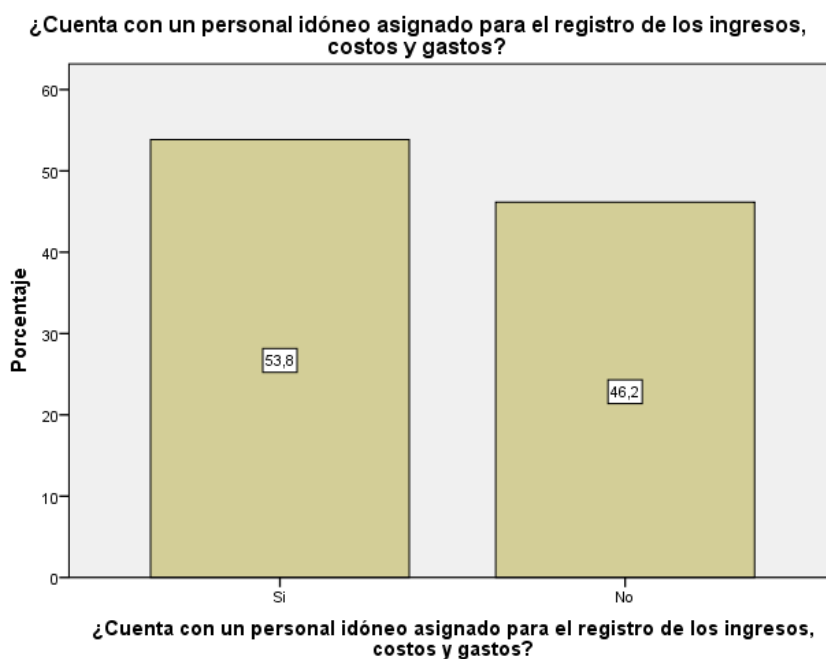 ¿Cuenta con un personal idóneo asignado para el registro de los ingresos,
costos y gastos?
Porcentaje
60
50
40
30
20
10
0
53,8
46,2
Si
No
¿Cuenta con un personal idóneo asignado para el registro de los ingresos,
costos y gastos?